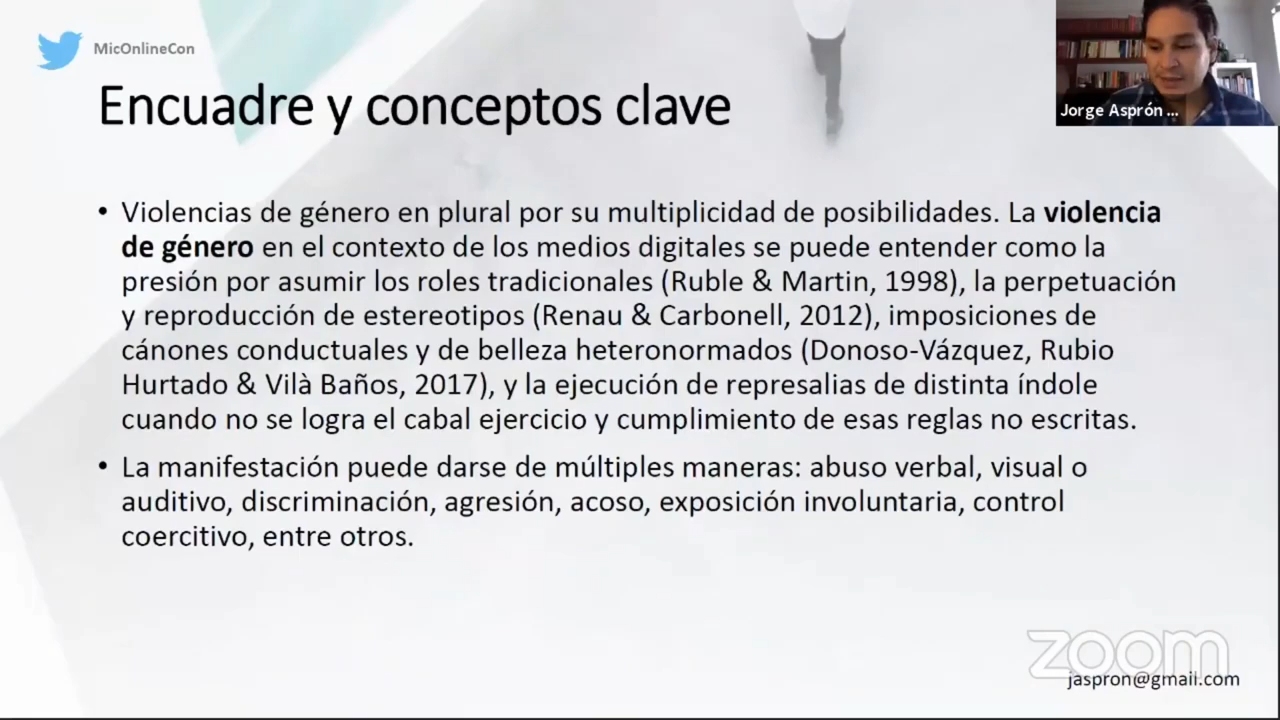 MicOnlineCon
Jorge Asprón ...
Encuadre y conceptos clave
• Violencias de género en plural por su multiplicidad de posibilidades. La violencia
de género en el contexto de los medios digitales se puede entender como la
presión por asumir los roles tradicionales (Ruble & Martin, 1998), la perpetuación
y reproducción de estereotipos (Renau & Carbonell, 2012), imposiciones de
cánones conductuales y de belleza heteronormados (Donoso-Vázquez, Rubio
Hurtado & Vilà Baños, 2017), y la ejecución de represalias de distinta índole
cuando no se logra el cabal ejercicio y cumplimiento de esas reglas no escritas.
• La manifestación puede darse de múltiples maneras: abuso verbal, visual o
auditivo, discriminación, agresión, acoso, exposición involuntaria, control
coercitivo, entre otros.
zoom
jaspron@gmail.com